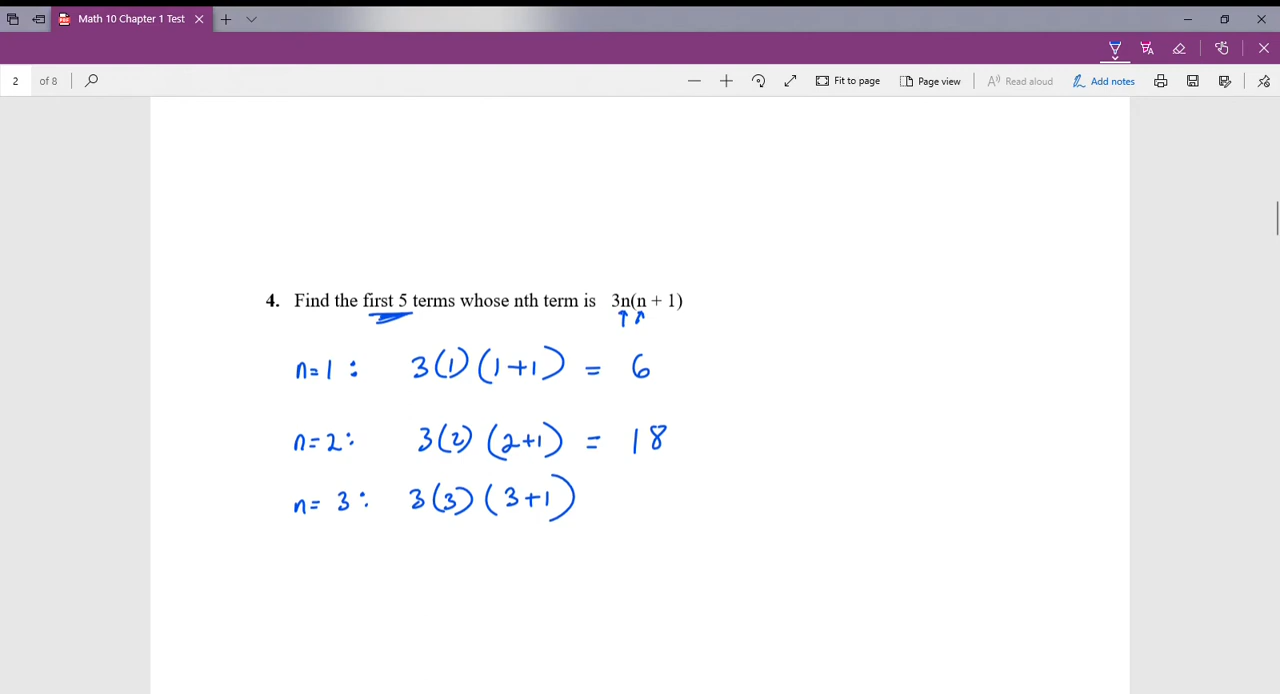 Math 10 Chapter 1 Test
2 of 8
Fit to page
Page view
Read aloud
Add notes
4. Find the first 5 terms whose nth term is 3n(n + 1)
n=1: 3(1)(1+1) = 6
n=2: 3(2)(2+1) = 18
n=3: 3(3)(3+1)